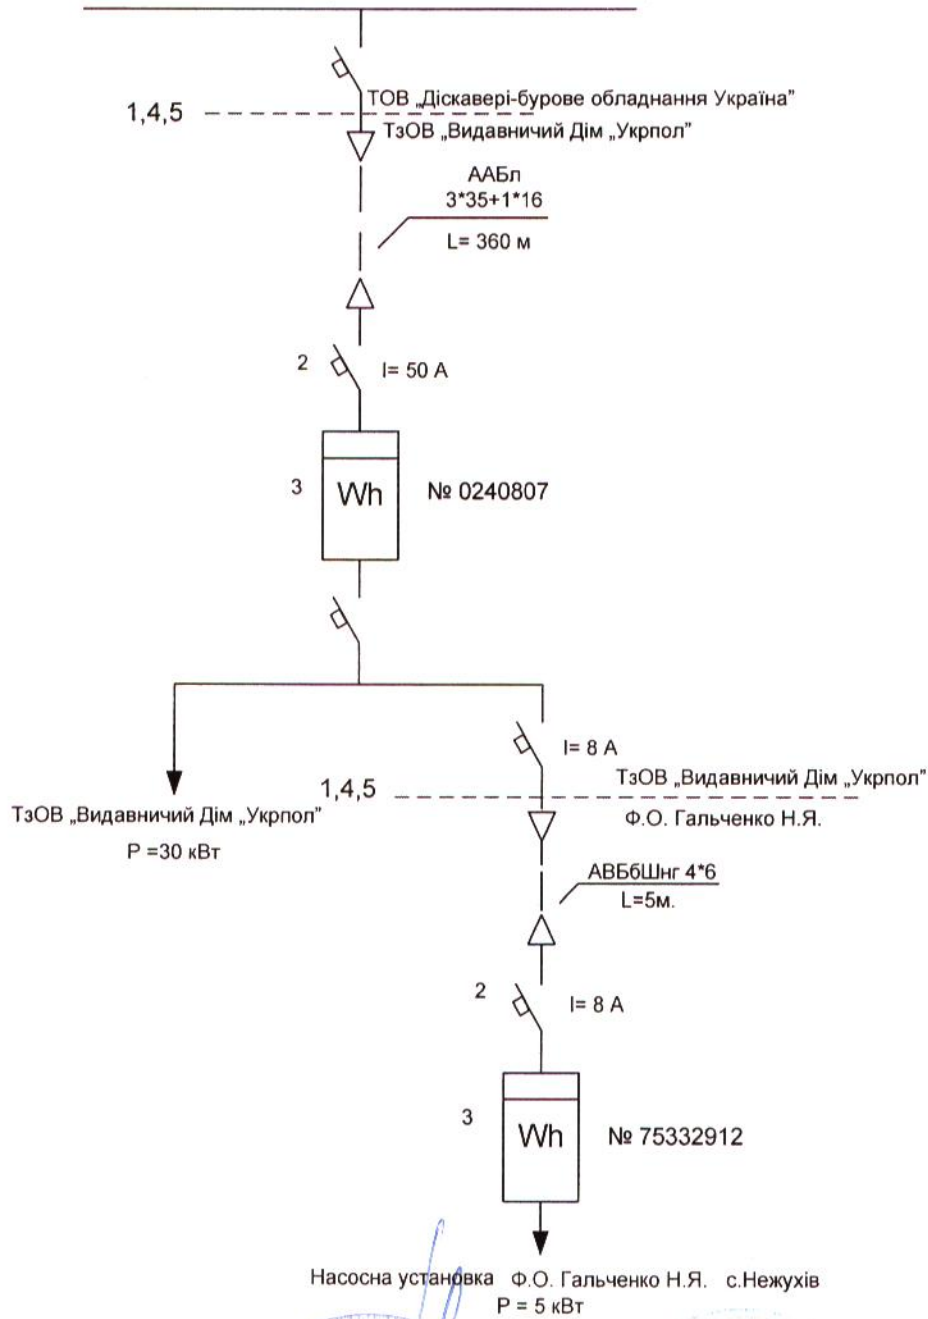 ТОВ „Діскавері-бурове обладнання Україна”
1,4,5
ТзОВ „Видавничий Дім „Укрпол”
ААБл
3*35+1*16
L= 360 м
2
I= 50 А
3
Wh
№ 0240807
I= 8 А
1,4,5
ТзОВ „Видавничий Дім „Укрпол”
ТзОВ „Видавничий Дім „Укрпол”
Ф.О. Гальченко Н.Я.
Р =30 кВт
АВБбШнг 4*6
L=5м.
2
I= 8 А
3
Wh
№ 75332912
Насосна установка Ф.О. Гальченко Н.Я. с.Нежухів
Р = 5 кВт